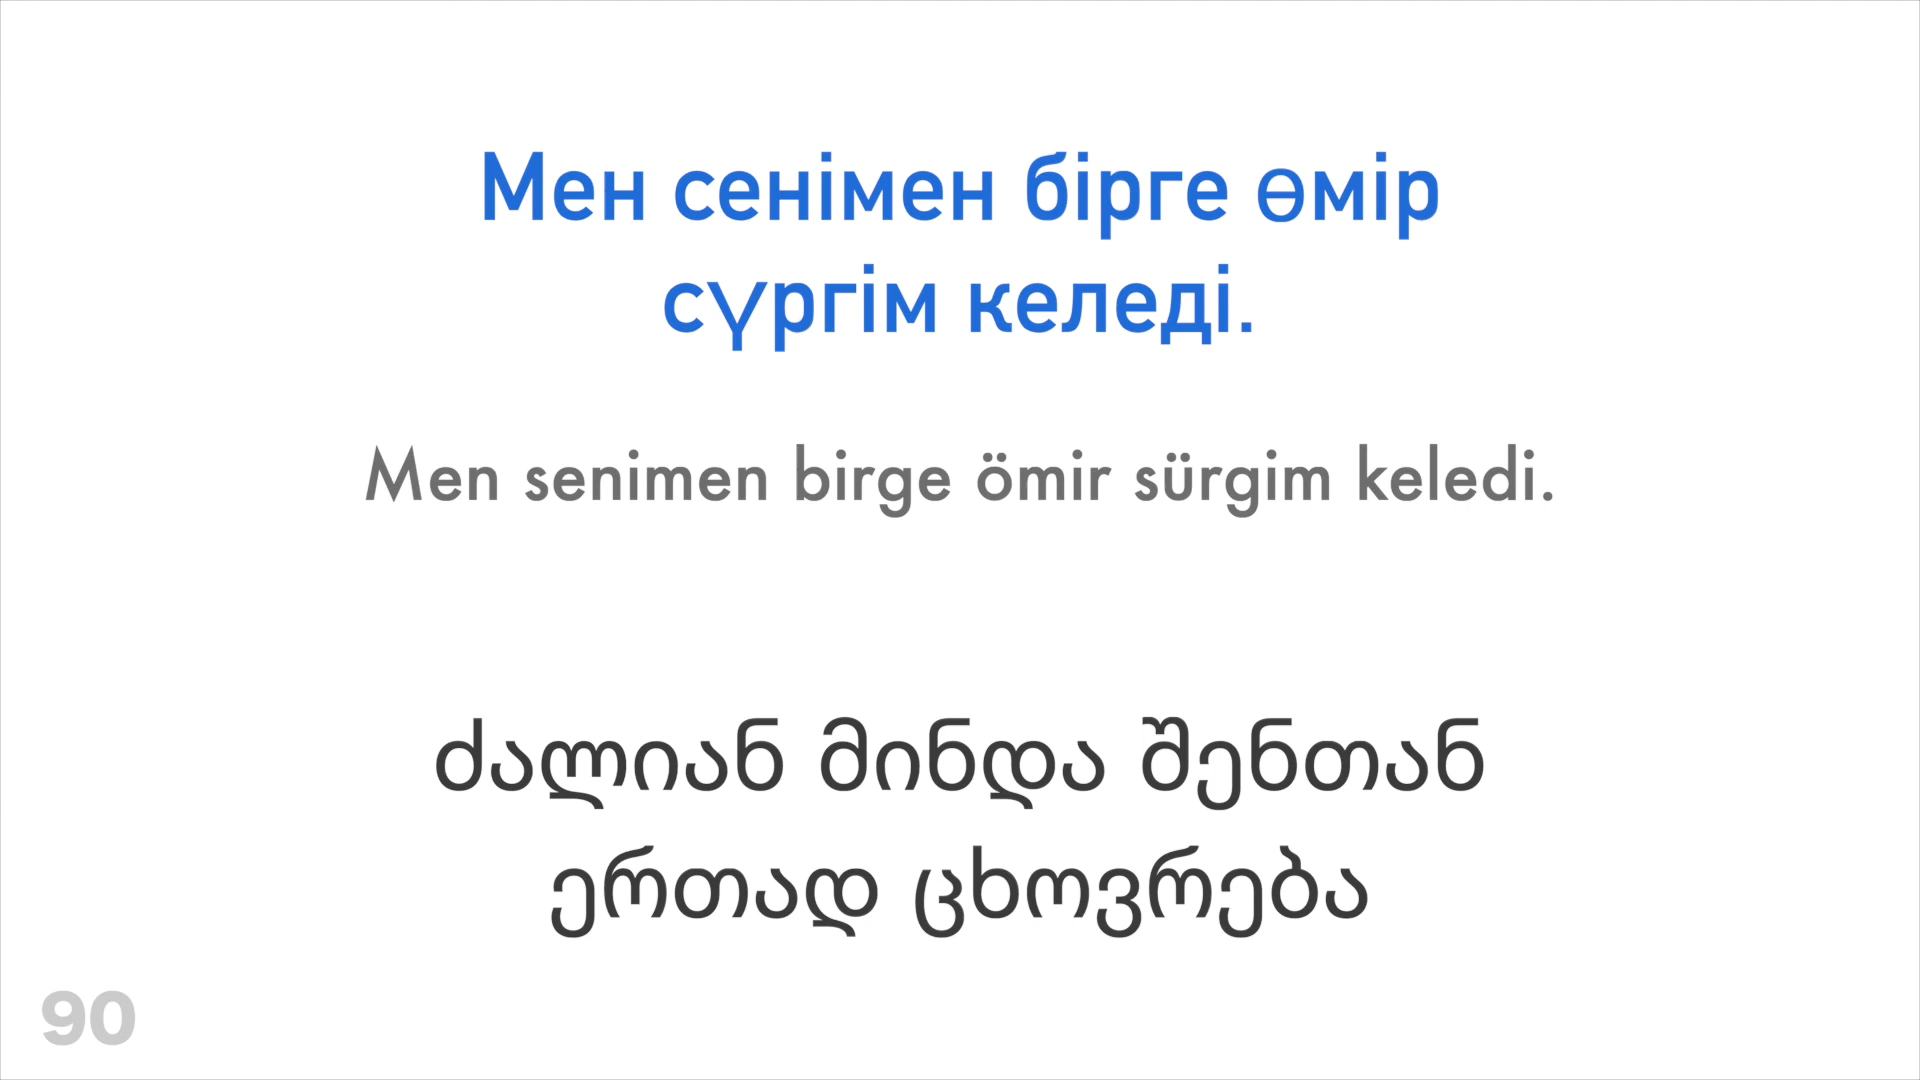 Мен сенімен бірге өмір
сүргім келеді.
Men senimen birge ömir sürgim keledi.
ძალიან მინდა შენთან
ერთად ცხოვრება
90